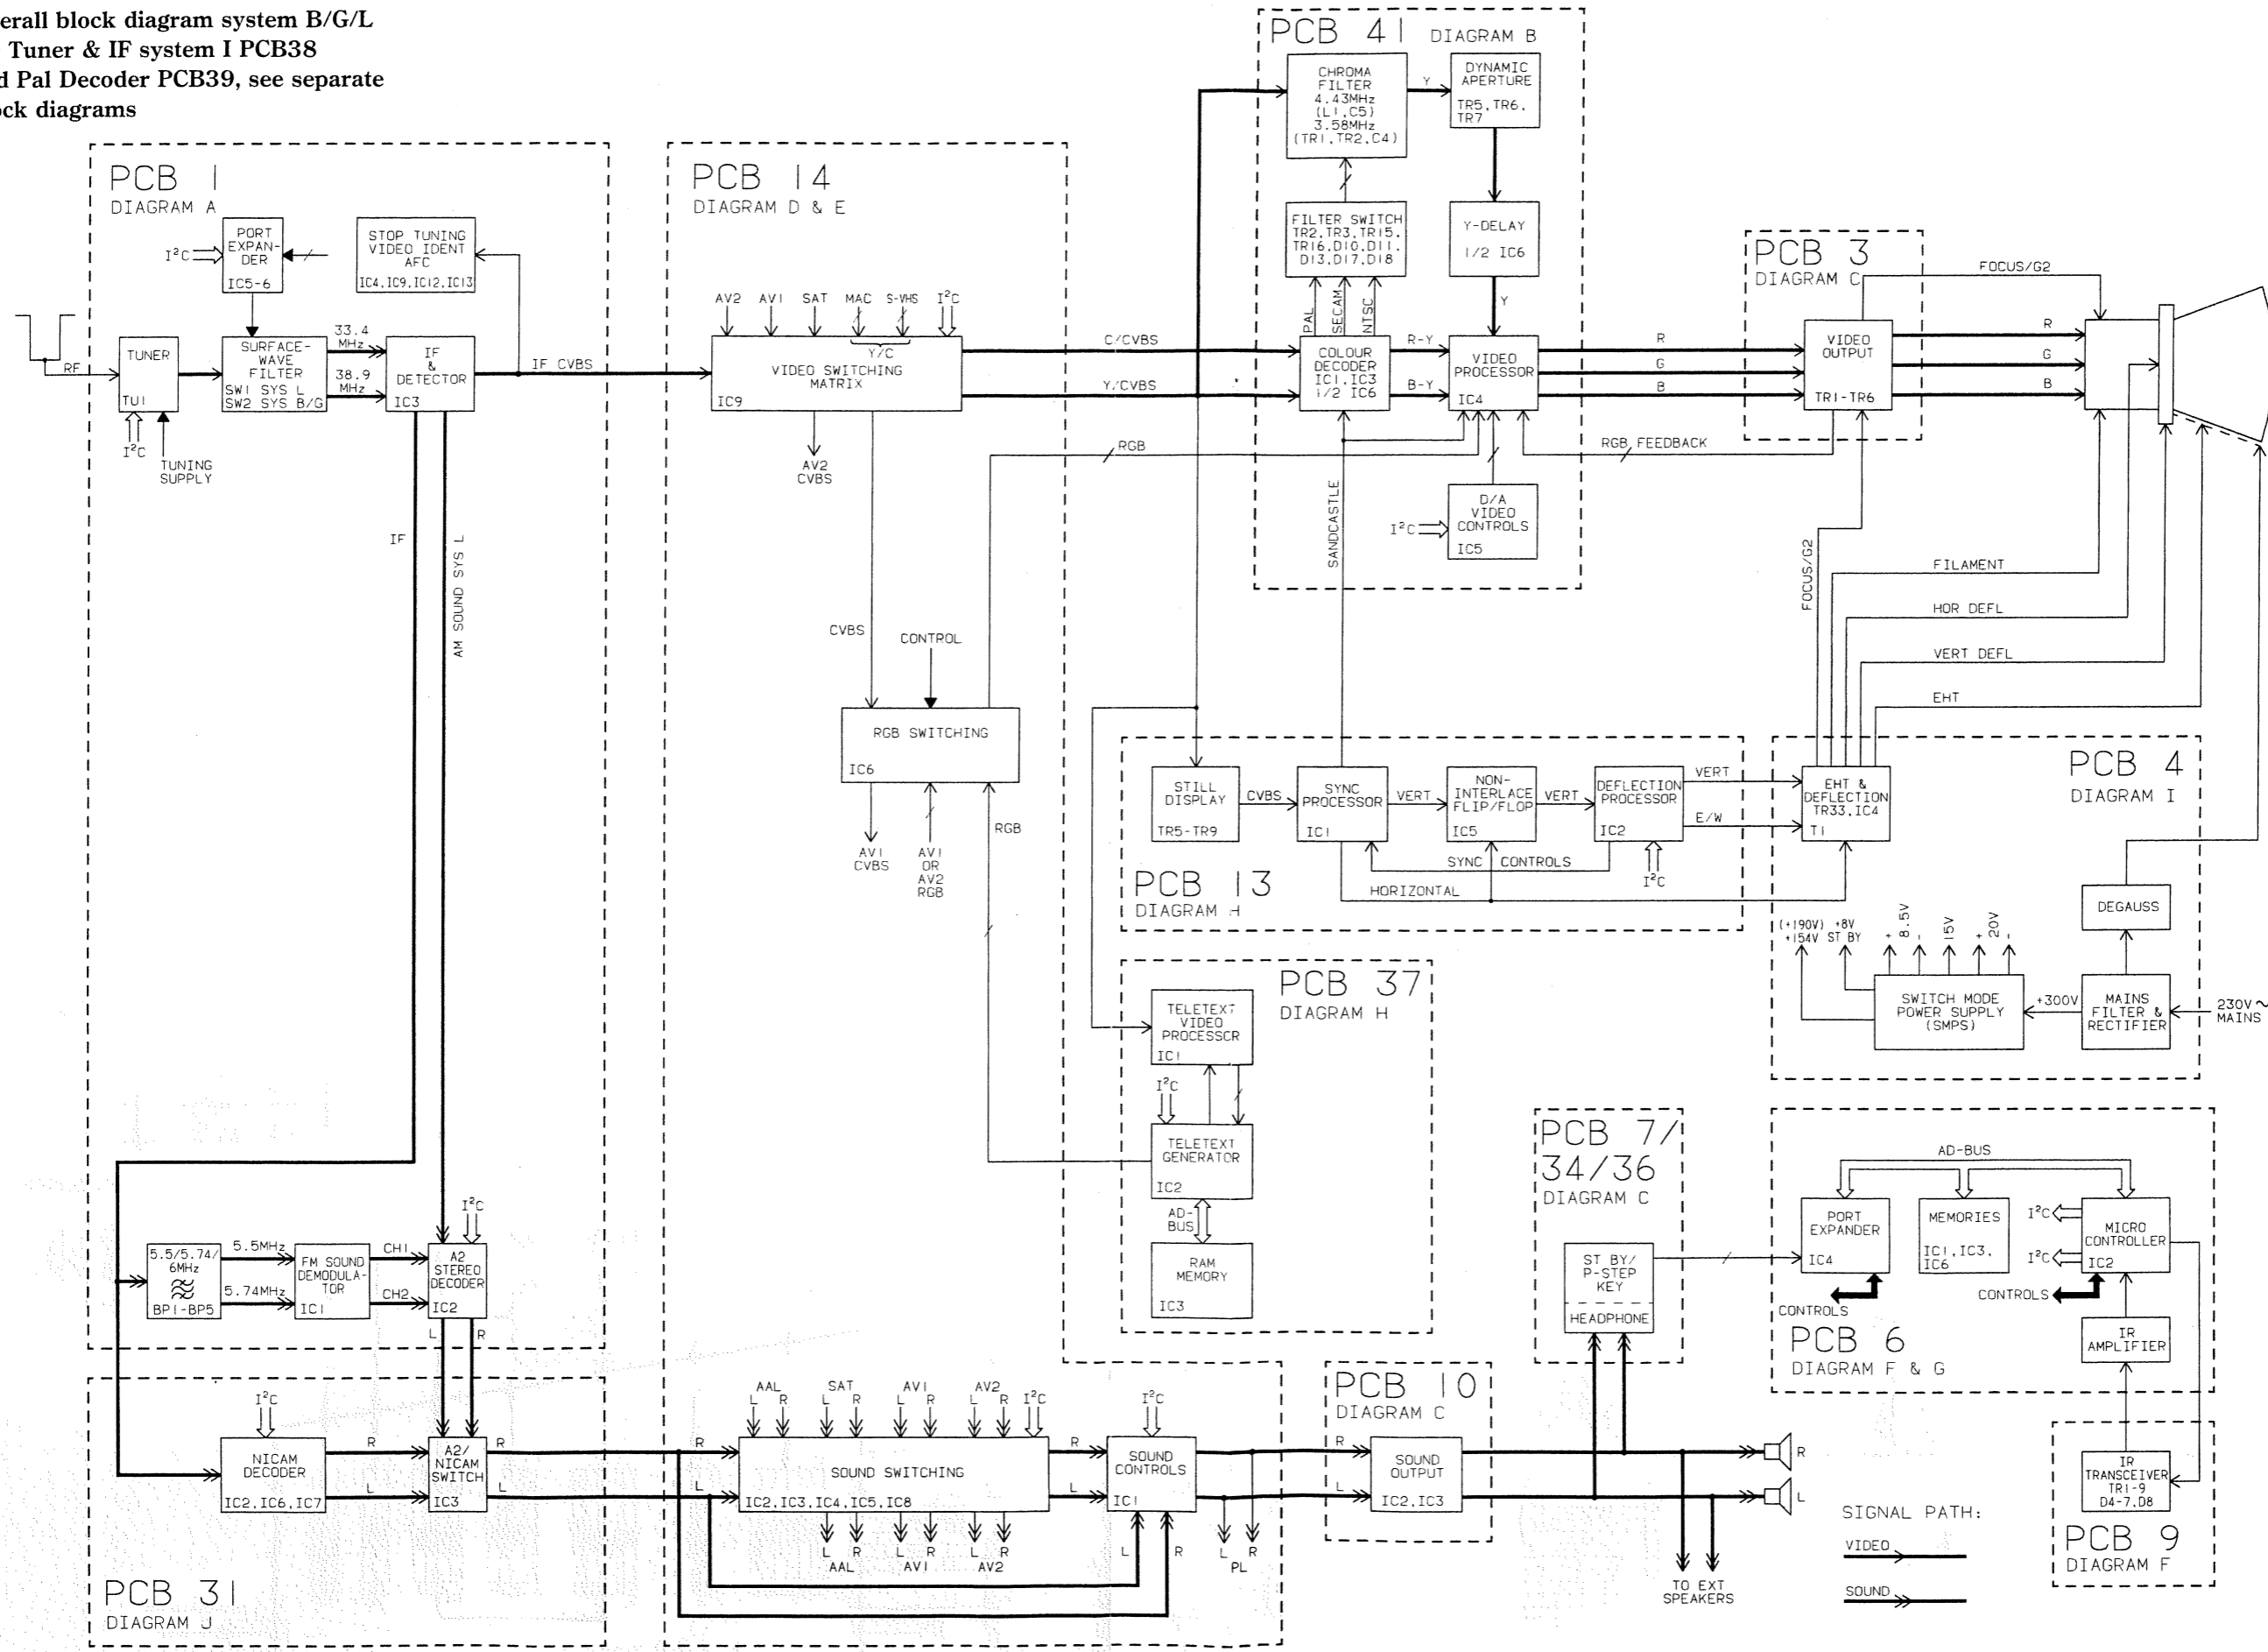 erall block diagram system B/G/L
Tuner & IF system I PCB38
d Pal Decoder PCB39, see separate
ck diagrams
PCB 1
DIAGRAM A
PORT
EXPAN-
DER
IC5-6
I²C
STOP TUNING
VIDEO IDENT
AFC
IC4,IC9,IC12,IC13
RF
TUNER
TU1
I²C
TUNING
SUPPLY
SURFACE-
WAVE
FILTER
SW1 SYS L
SW2 SYS B/G
33.4
MHz
38.9
MHz
IF
&
DETECTOR
IC3
IF CVBS
IF
AM SOUND SYS L
5.5/5.74/
6MHz
BP1-BP5
5.5MHz
5.74MHz
FM SOUND
DEMODULA-
TOR
IC1
CH1
CH2
I²C
A2
STEREO
DECODER
IC2
L
R
PCB 31
DIAGRAM J
I²C
NICAM
DECODER
IC2,IC6,IC7
R
L
A2/
NICAM
SWITCH
IC3
R
L
PCB 14
DIAGRAM D & E
AV2
AV1
SAT
MAC
S-VHS
I²C
Y/C
VIDEO SWITCHING
MATRIX
IC9
C/CVBS
Y/CVBS
AV2
CVBS
CVBS
CONTROL
RGB
RGB SWITCHING
IC6
AV1
CVBS
AV1
OR
AV2
RGB
RGB
R
L
AAL
L R
SAT
L R
AV1
L R
AV2
L R
I²C
SOUND SWITCHING
IC2,IC3,IC4,IC5,IC8
L R
AAL
L R
AV1
L R
AV2
R
L
I²C
SOUND
CONTROLS
IC1
L
R
L R
PL
PCB 41
DIAGRAM B
CHROMA
FILTER
4.43MHz
(L1,C5)
3.58MHz
(TR1,TR2,C4)
Y
DYNAMIC
APERTURE
TR5,TR6,
TR7
FILTER SWITCH
TR2,TR3,TR15,
TR16,D10,D11,
D13,D17,D18
Y-DELAY
1/2 IC6
PAL
SECAM
NTSC
Y
COLOUR
DECODER
IC1,IC3
1/2 IC6
R-Y
B-Y
VIDEO
PROCESSOR
IC4
R
G
B
RGB FEEDBACK
SANDCASTLE
I²C
D/A
VIDEO
CONTROLS
IC5
PCB 3
DIAGRAM C
VIDEO
OUTPUT
TR1-TR6
FOCUS/G2
R
G
B
FOCUS/G2
FILAMENT
HOR DEFL
VERT DEFL
EHT
PCB 13
DIAGRAM H
STILL
DISPLAY
TR5-TR9
CVBS
SYNC
PROCESSOR
IC1
VERT
NON-
INTERLACE
FLIP/FLOP
IC5
VERT
DEFLECTION
PROCESSOR
IC2
VERT
E/W
SYNC CONTROLS
I²C
HORIZONTAL
PCB 4
DIAGRAM I
EHT &
DEFLECTION
TR33,IC4
T1
DEGAUSS
(+190V)
+154V
+8V
ST BY
+
8.5V
-
15V
+
20V
-
SWITCH MODE
POWER SUPPLY
(SMPS)
+300V
MAINS
FILTER &
RECTIFIER
230V~
MAINS
PCB 37
DIAGRAM H
TELETEXT
VIDEO
PROCESSCR
IC1
I²C
TELETEXT
GENERATOR
IC2
AD-
BUS
RAM
MEMORY
IC3
PCB 7/
34/36
DIAGRAM C
ST BY/
P-STEP
KEY
HEADPHONE
PCB 6
DIAGRAM F & G
AD-BUS
PORT
EXPANDER
IC4
CONTROLS
MEMORIES
IC1,IC3,
IC6
I²C
I²C
MICRO
CONTROLLER
IC2
CONTROLS
IR
AMPLIFIER
PCB 10
DIAGRAM C
R
L
SOUND
OUTPUT
IC2,IC3
R
L
TO EXT
SPEAKERS
PCB 9
DIAGRAM F
IR
TRANSCEIVER
TR1-9
D4-7,D8
SIGNAL PATH:
VIDEO
SOUND